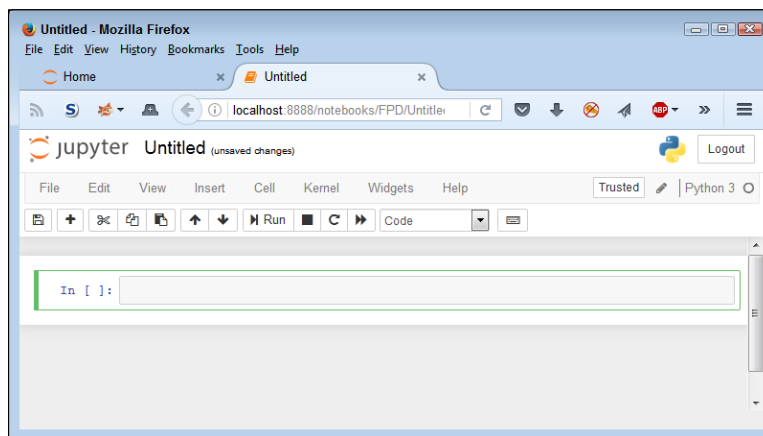 Untitled - Mozilla Firefox
File Edit View History Bookmarks Tools Help
Home × Untitled ×
S) localhost:8888/notebooks/FPD/Untitle ABP »
jupyter Untitled (unsaved changes) Logout
File Edit View Insert Cell Kernel Widgets Help Trusted Python 3
Run Code
In [ ]: